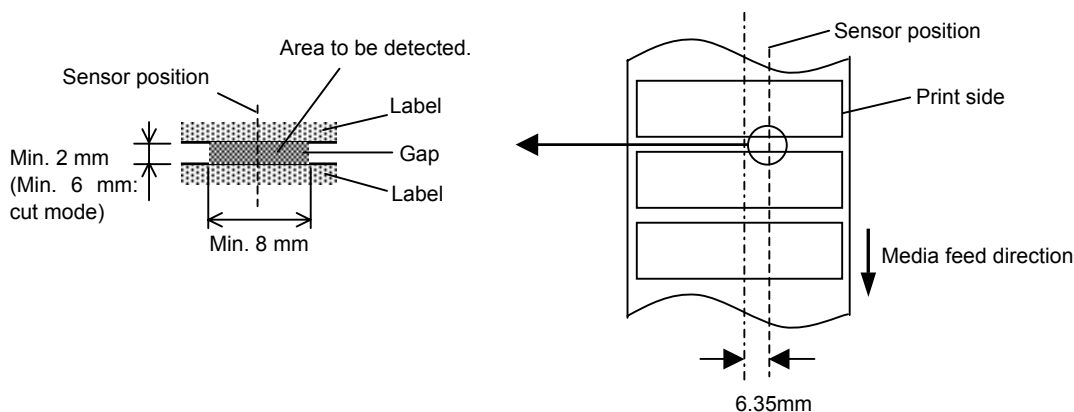 Area to be detected.
Sensor position
Label
Gap
Label
Min. 2 mm
(Min. 6 mm:
cut mode)
Min. 8 mm
Sensor position
Print side
Media feed direction
6.35mm